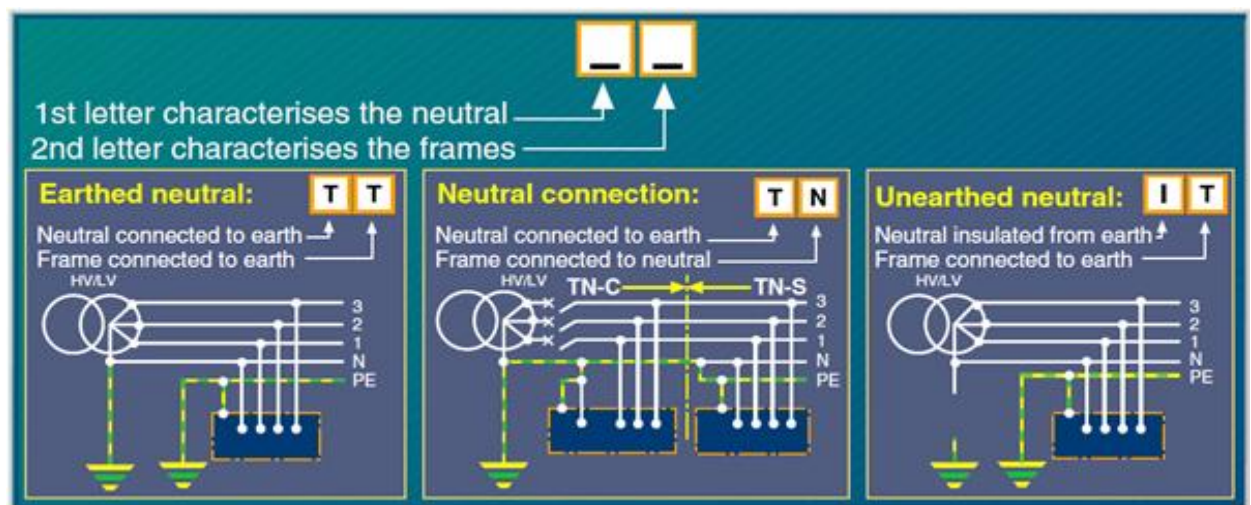 _ _
1st letter characterises the neutral
2nd letter characterises the frames
Earthed neutral: T T
Neutral connected to earth
Frame connected to earth
HV/LV
3
2
1
N
PE
Neutral connection: T N
Neutral connected to earth
Frame connected to neutral
HV/LV TN-C TN-S
3
2
1
N
PE
Unearthed neutral: I T
Neutral insulated from earth
Frame connected to earth
HV/LV
3
2
1
N
PE